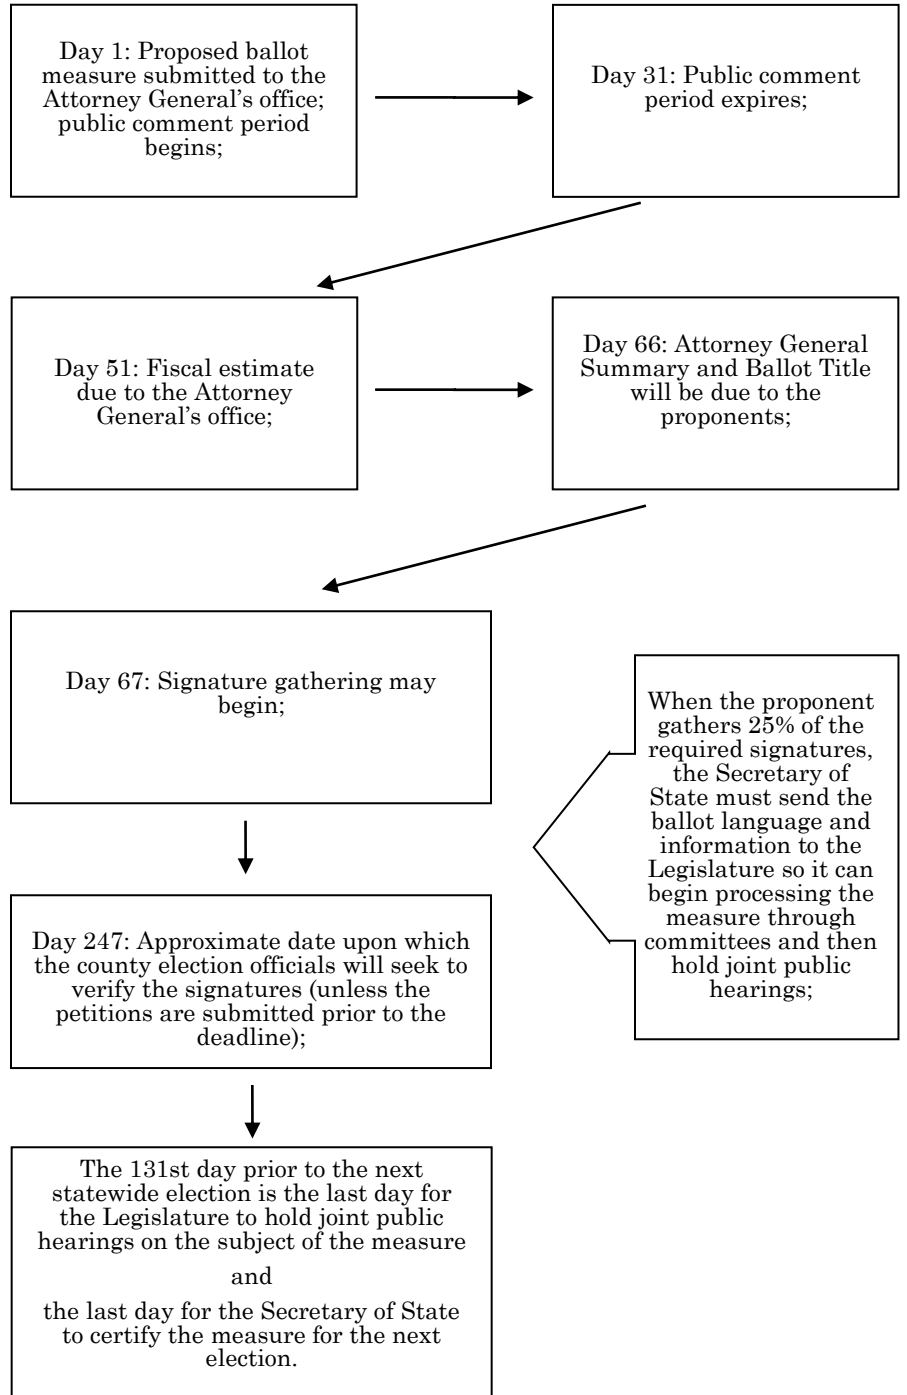 Day 1: Proposed ballot
measure submitted to the
Attorney General's office;
public comment period
begins;
Day 31: Public comment
period expires;
Day 51: Fiscal estimate
due to the Attorney
General's office;
Day 66: Attorney General
Summary and Ballot Title
will be due to the
proponents;
Day 67: Signature gathering may
begin;
When the proponent
gathers 25% of the
required signatures,
the Secretary of
State must send the
ballot language and
information to the
Legislature so it can
begin processing the
measure through
committees and then
hold joint public
hearings;
Day 247: Approximate date upon which
the county election officials will seek to
verify the signatures (unless the
petitions are submitted prior to the
deadline);
The 131st day prior to the next
statewide election is the last day for
the Legislature to hold joint public
hearings on the subject of the measure
and
the last day for the Secretary of State
to certify the measure for the next
election.